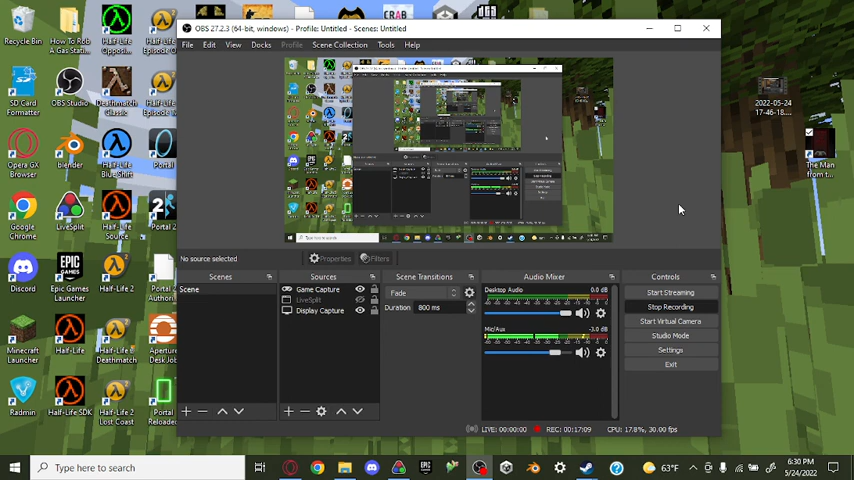 OBS 27.2.3 (64-bit, windows) - Profile: Untitled - Scenes: Untitled
File Edit View Docks Profile Scene Collection Tools Help
Recycle Bin
How To Rob A Gas Stati...
Half-Life Opposi...
Half-Life Episode O...
CRAB
SD Card Formatter
OBS Studio
Deathmatch Classic
Half-Life Episode
Opera GX Browser
blender
Half-Life Blue Shift
Portal
Google Chrome
LiveSplit
Half-Life Source
Portal 2
Discord
Epic Games Launcher
Half-Life 2
Portal 2 Author...
Minecraft Launcher
Half-Life
Half-Life 2 Deathmatch
Aperture Desk Job
Radmin
Half-Life SDK
Half-Life 2 Lost Coast
Portal Reloaded
2022-05-24 17-46-18....
The Man from t...
No source selected
Properties
Filters
Scenes
Sources
Scene Transitions
Audio Mixer
Controls
Scene
Game Capture
LiveSplit
Display Capture
Fade
Duration 800 ms
Desktop Audio 0.0 dB
Mic/Aux -3.0 dB
Start Streaming
Stop Recording
Start Virtual Camera
Studio Mode
Settings
Exit
LIVE: 00:00:00
REC: 00:17:09
CPU: 17.8%, 30.00 fps
Type here to search
EPIC
63°F
6:30 PM
5/24/2022